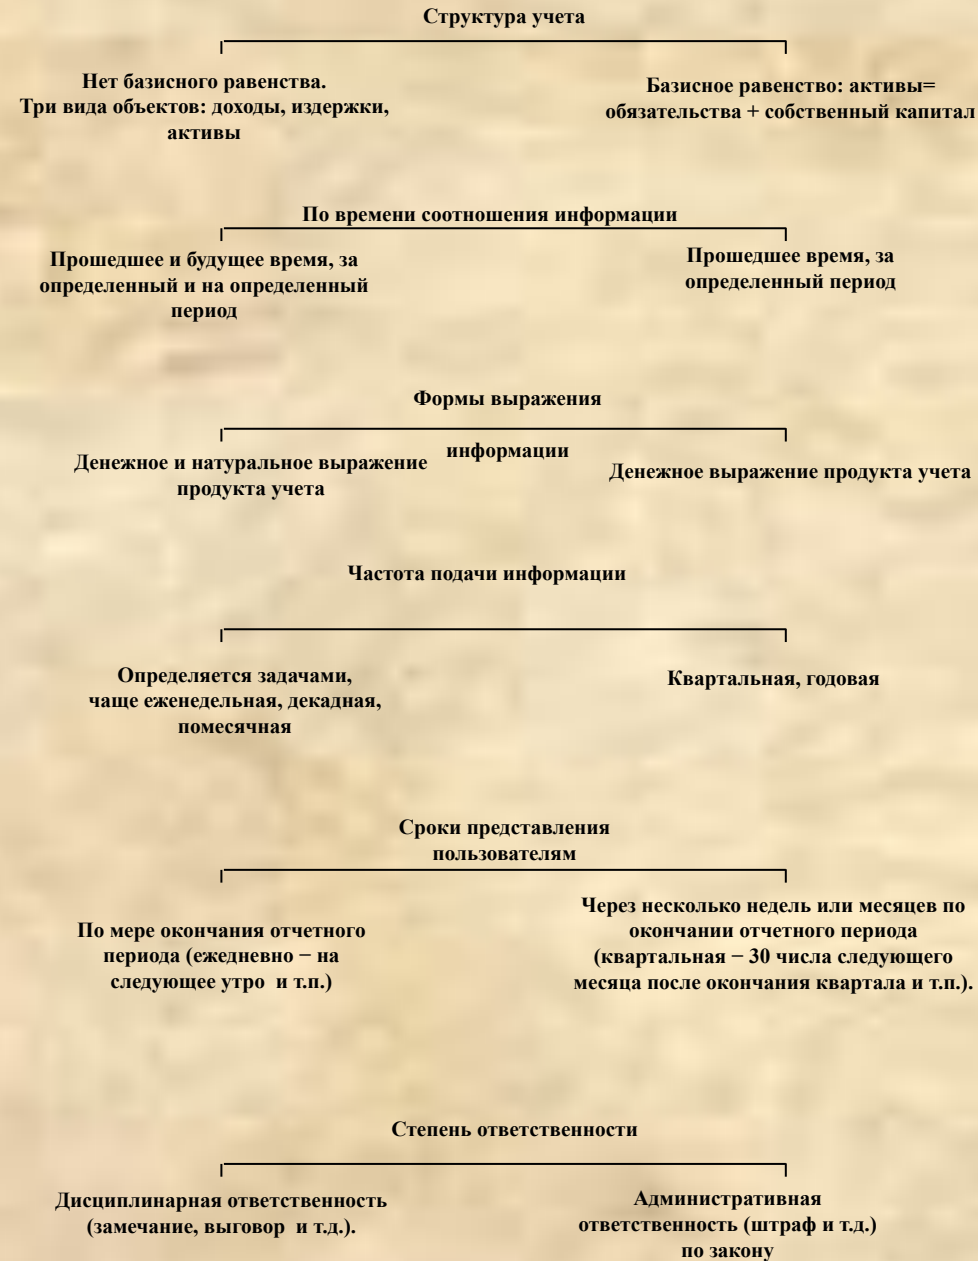 Структура учета
Нет базисного равенства.
Три вида объектов: доходы, издержки,
активы
Базисное равенство: активы=
обязательства + собственный капитал
По времени соотношения информации
Прошедшее и будущее время, за
определенный и на определенный
период
Прошедшее время, за
определенный период
Формы выражения
информации
Денежное и натуральное выражение
продукта учета
Денежное выражение продукта учета
Частота подачи информации
Определяется задачами,
чаще еженедельная, декадная,
помесячная
Квартальная, годовая
Сроки представления
пользователям
По мере окончания отчетного
периода (ежедневно − на
следующее утро и т.п.)
Через несколько недель или месяцев по
окончании отчетного периода
(квартальная − 30 числа следующего
месяца после окончания квартала и т.п.).
Степень ответственности
Дисциплинарная ответственность
(замечание, выговор и т.д.).
Административная
ответственность (штраф и т.д.)
по закону